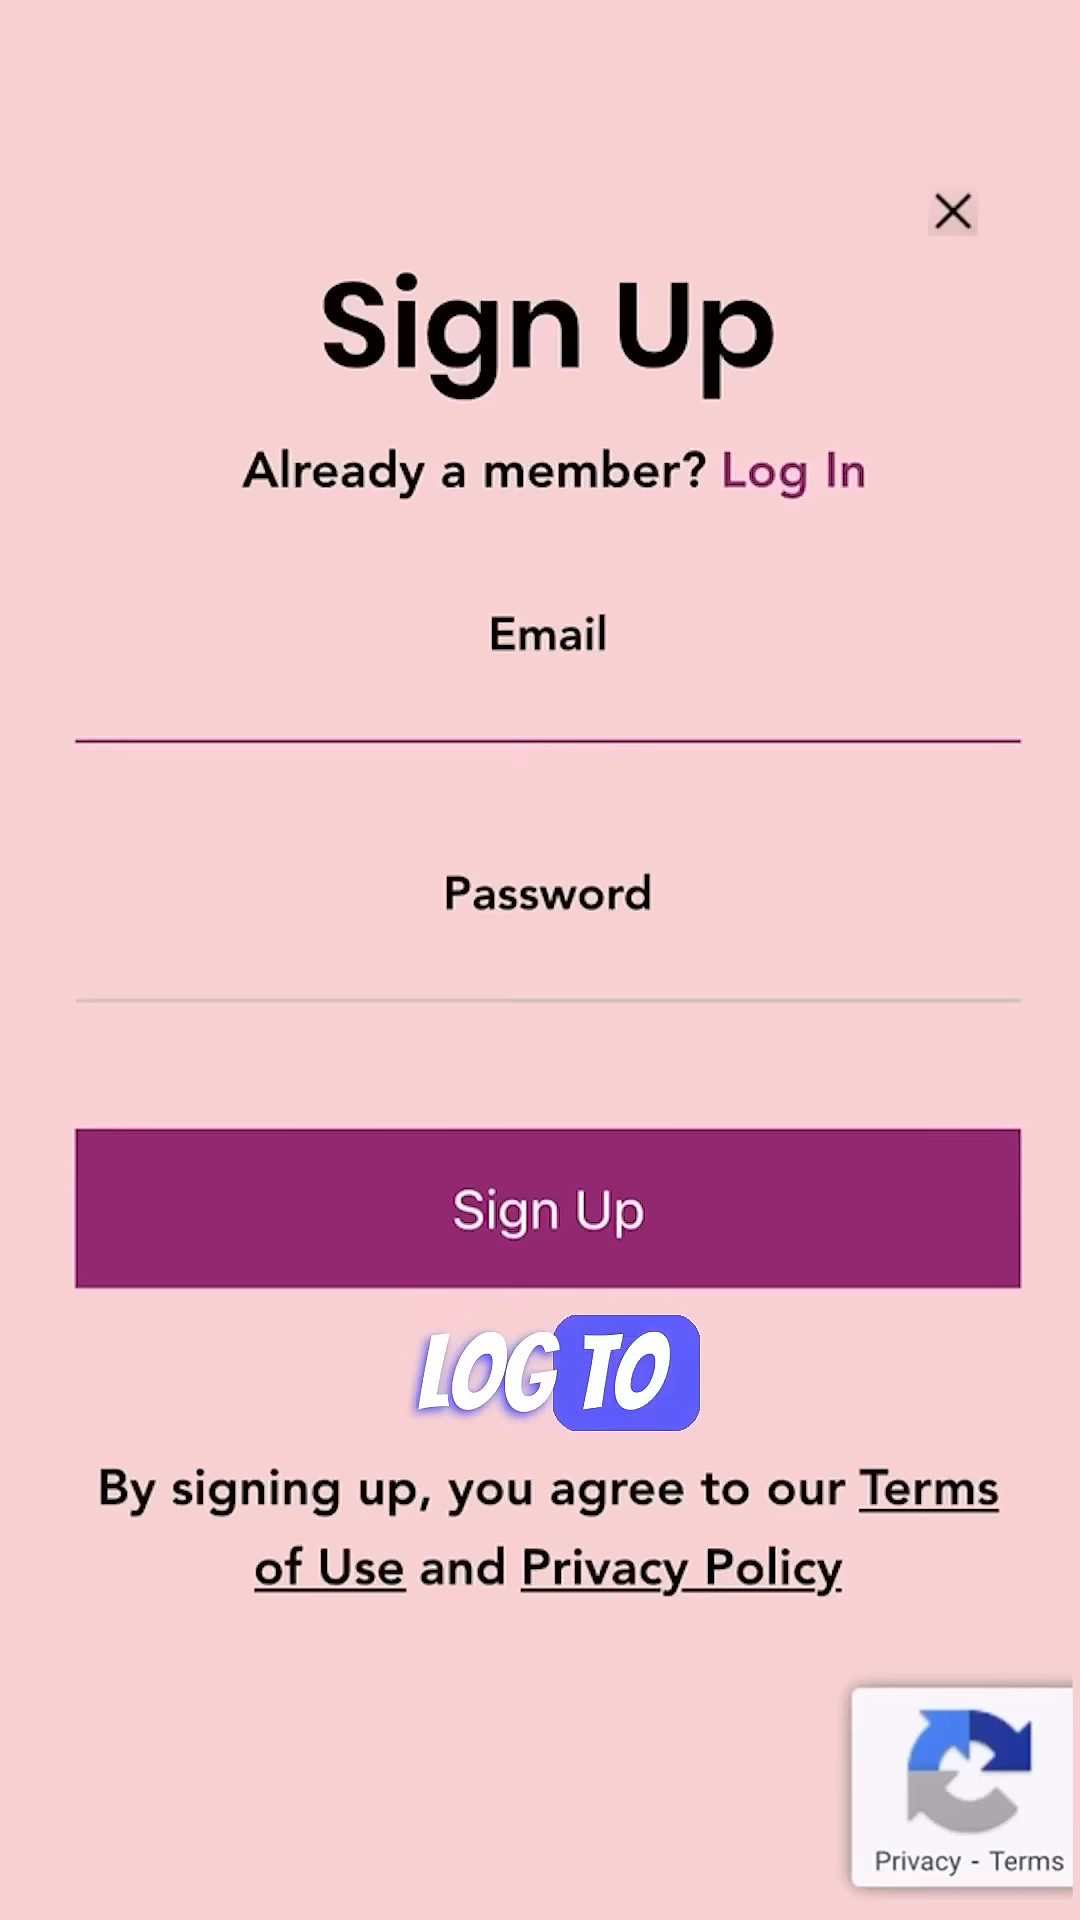 Sign Up
Already a member? Log In
Email
Password
Sign Up
LOG TO
By signing up, you agree to our Terms
of Use and Privacy Policy
Privacy - Terms